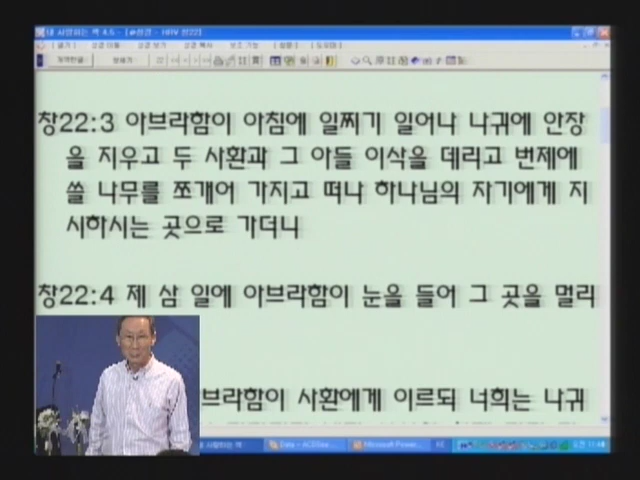 창22:3 아브라함이 아침에 일찌기 일어나 나귀에 안장
을 지우고 두 사환과 그 아들 이삭을 데리고 번제에
쓸 나무를 쪼개어 가지고 떠나 하나님의 자기에게 지
시하시는 곳으로 가더니
창22:4 제 삼 일에 아브라함이 눈을 들어 그 곳을 멀리
브라함이 사환에게 이르되 너희는 나귀
Microsoft Power...